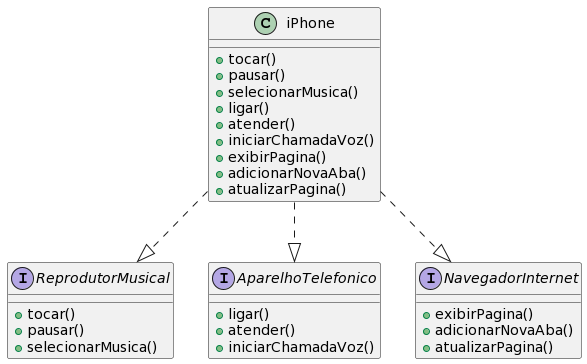 C iPhone
tocar()
pausar()
selecionarMusica()
ligar()
atender()
iniciarChamadaVoz()
exibirPagina()
adicionarNovaAba()
atualizarPagina()
I ReprodutorMusical
tocar()
pausar()
selecionarMusica()
I AparelhoTelefonico
ligar()
atender()
iniciarChamadaVoz()
I NavegadorInternet
exibirPagina()
adicionarNovaAba()
atualizarPagina()